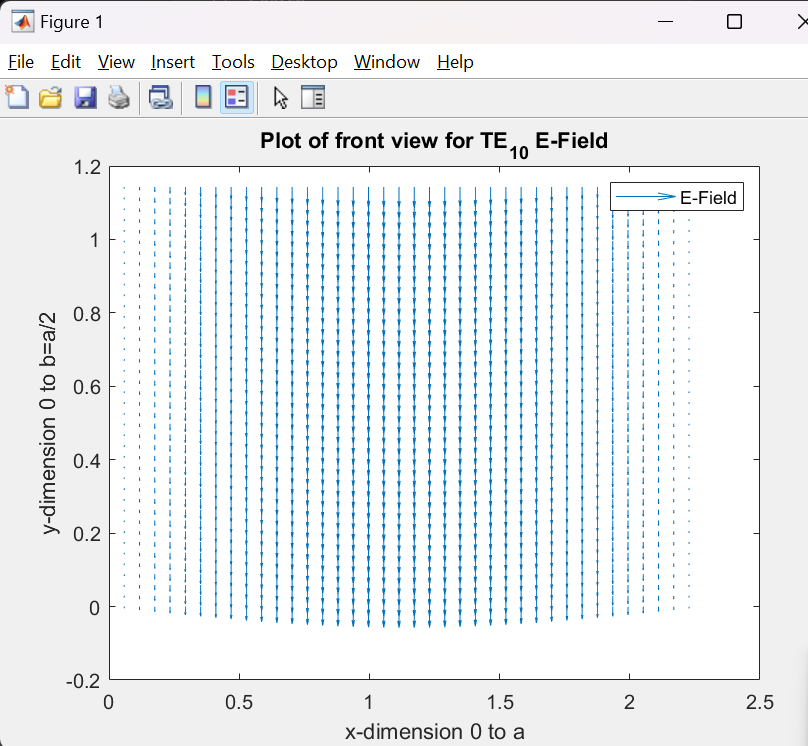 Figure 1
File Edit View Insert Tools Desktop Window Help
Plot of front view for TE10 E-Field
E-Field
1.2
1
0.8
0.6
0.4
0.2
0
-0.2
y-dimension 0 to b=a/2
0 0.5 1 1.5 2 2.5
x-dimension 0 to a